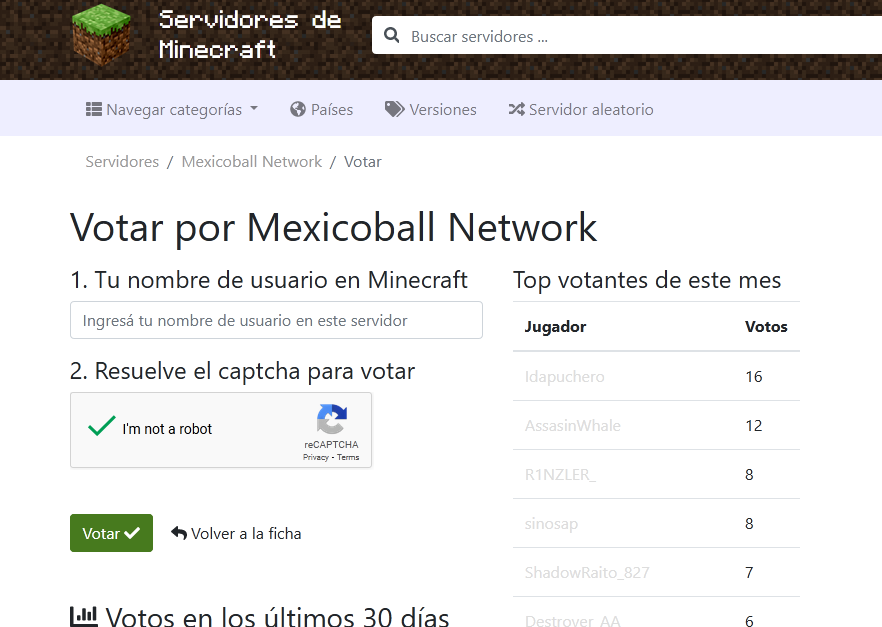 Servidores de
Minecraft
Buscar servidores ...
Navegar categorías
Países
Versiones
Servidor aleatorio
Servidores / Mexicoball Network / Votar
Votar por Mexicoball Network
1. Tu nombre de usuario en Minecraft
Ingresá tu nombre de usuario en este servidor
2. Resuelve el captcha para votar
I'm not a robot
reCAPTCHA
Privacy - Terms
Votar
Volver a la ficha
Votos en los últimos 30 días
Top votantes de este mes
Jugador Votos
Idapuchero 16
AssasinWhale 12
R1NZLER_ 8
sinosap 8
ShadowRaito_827 7
Destroyer_AA 6